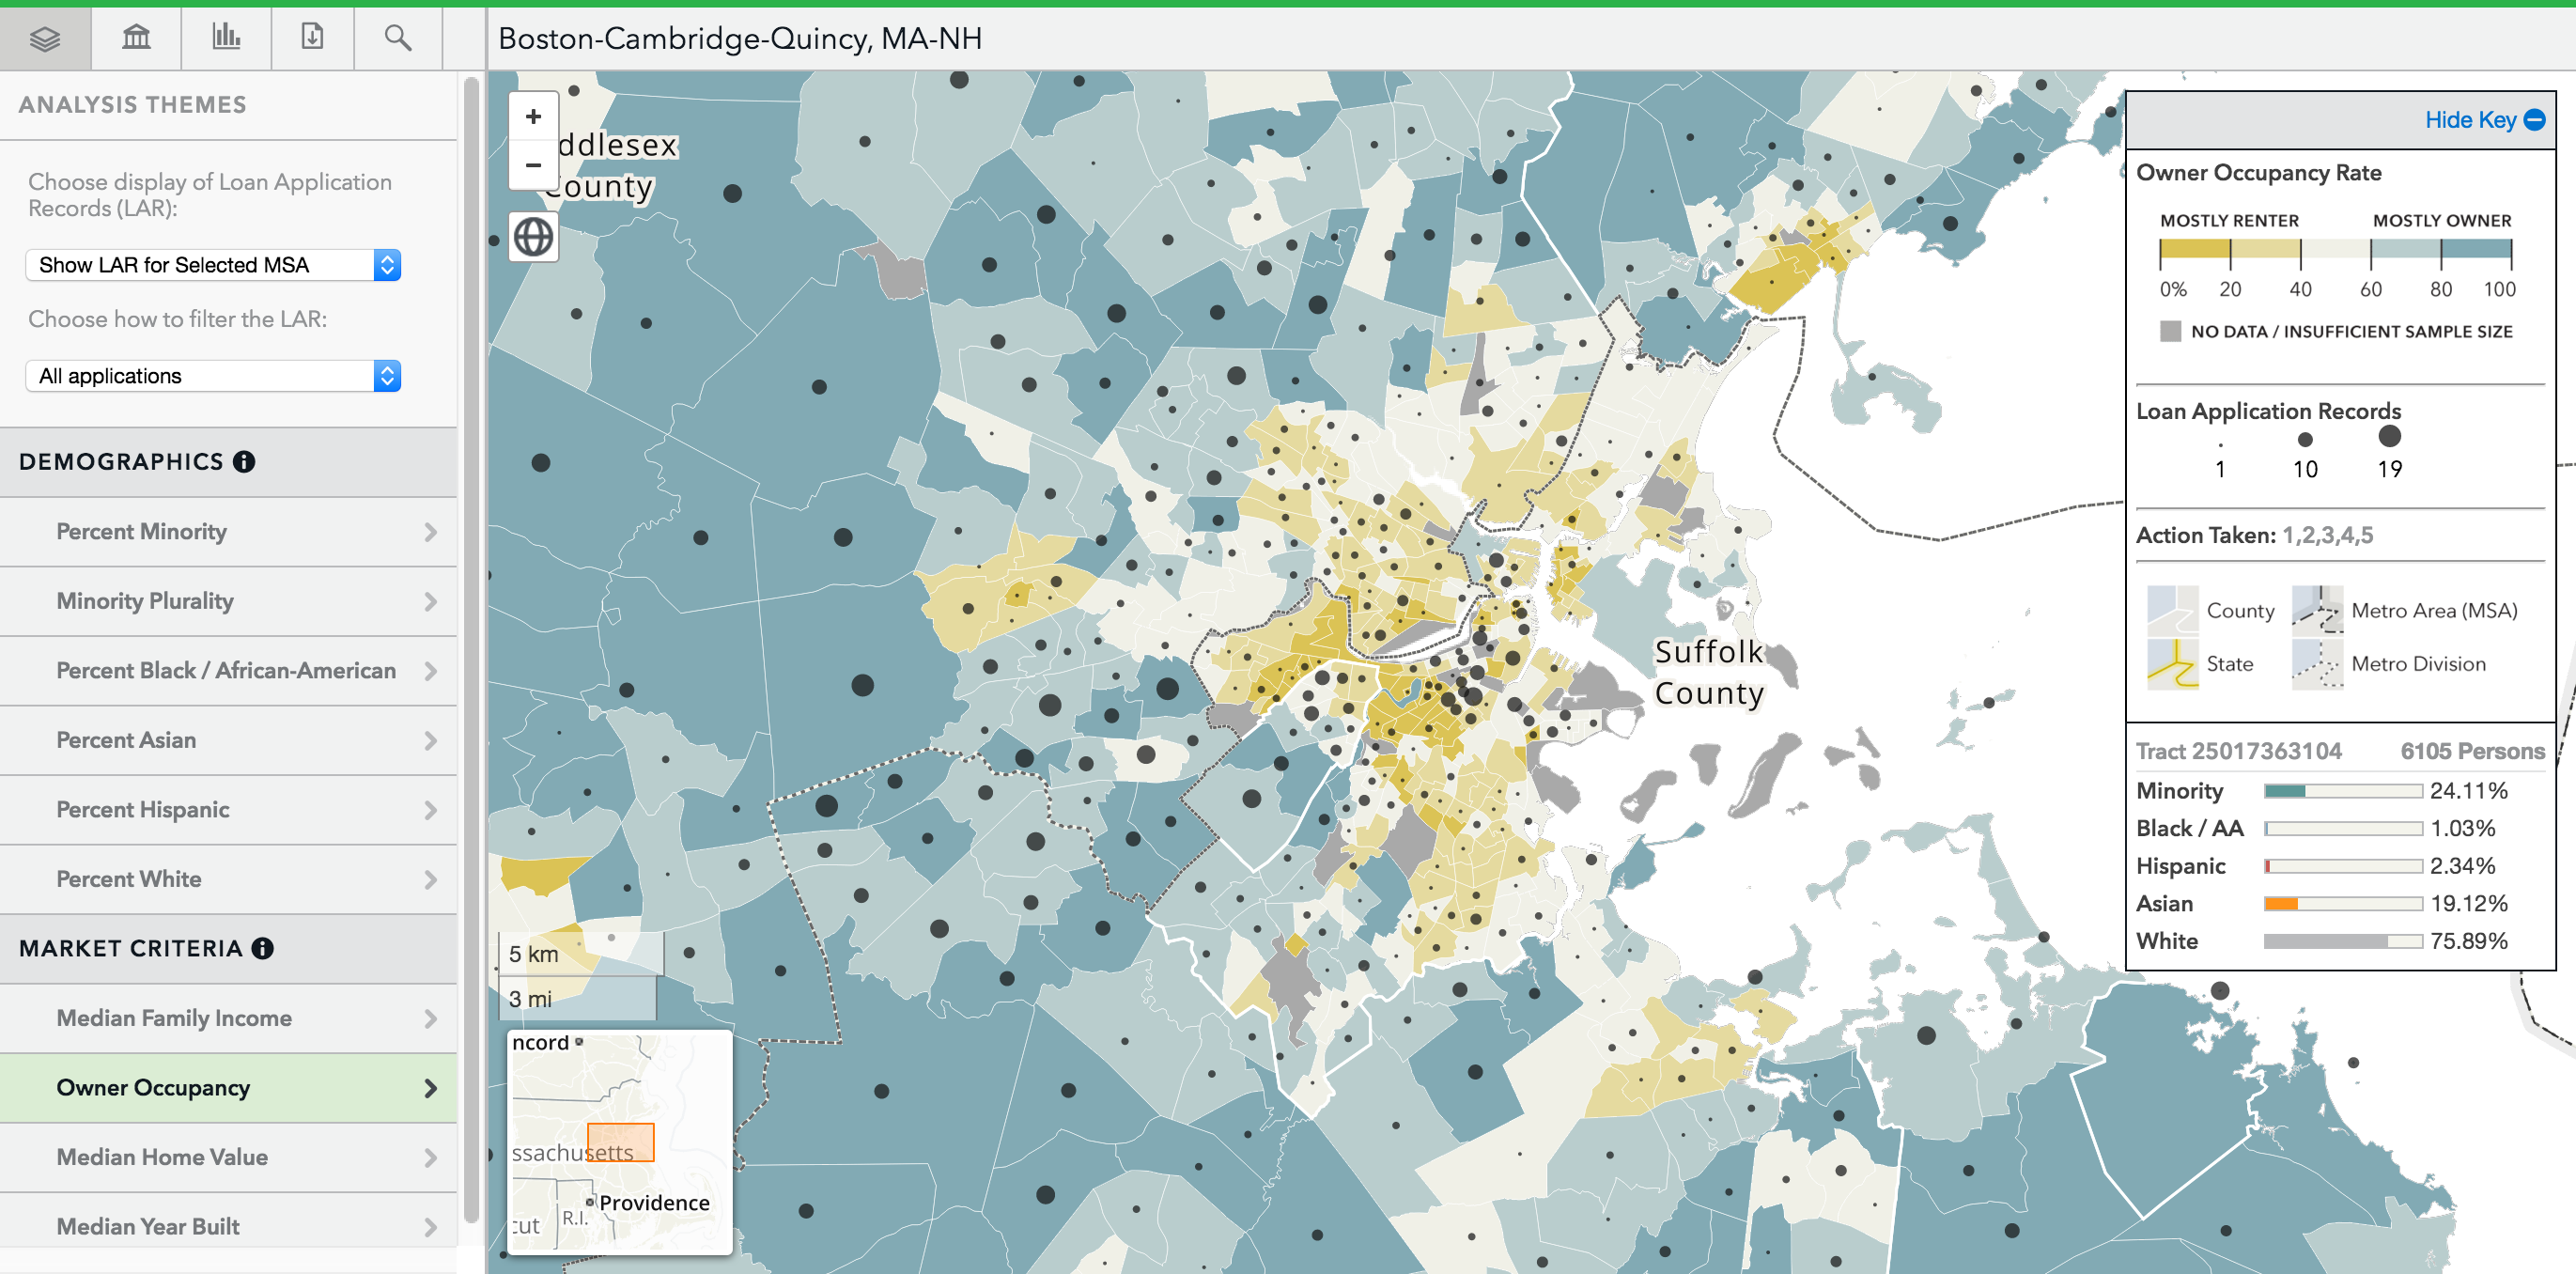 Boston-Cambridge-Quincy, MA-NH
ANALYSIS THEMES
Choose display of Loan Application
Records (LAR):
Show LAR for Selected MSA
Choose how to filter the LAR:
All applications
DEMOGRAPHICS i
Percent Minority
Minority Plurality
Percent Black / African-American
Percent Asian
Percent Hispanic
Percent White
MARKET CRITERIA i
Median Family Income
Owner Occupancy
Median Home Value
Median Year Built
+
−
ddlesex
County
Suffolk
County
5 km
3 mi
ncord
ssachusetts
Providence
R.I.
cut
Hide Key
Owner Occupancy Rate
MOSTLY RENTER MOSTLY OWNER
0% 20 40 60 80 100
NO DATA / INSUFFICIENT SAMPLE SIZE
Loan Application Records
1 10 19
Action Taken: 1,2,3,4,5
County Metro Area (MSA)
State Metro Division
Tract 25017363104 6105 Persons
Minority 24.11%
Black / AA 1.03%
Hispanic 2.34%
Asian 19.12%
White 75.89%